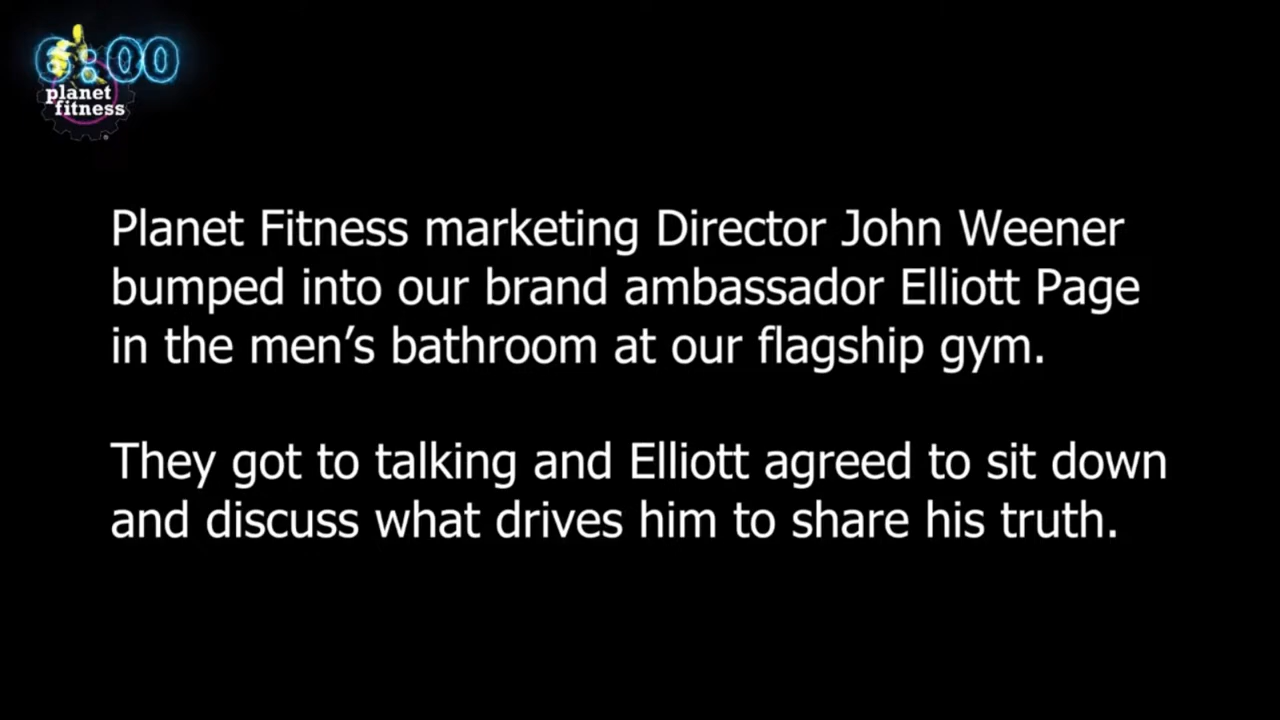 6:00
planet
fitness
Planet Fitness marketing Director John Weener
bumped into our brand ambassador Elliott Page
in the men’s bathroom at our flagship gym.
They got to talking and Elliott agreed to sit down
and discuss what drives him to share his truth.